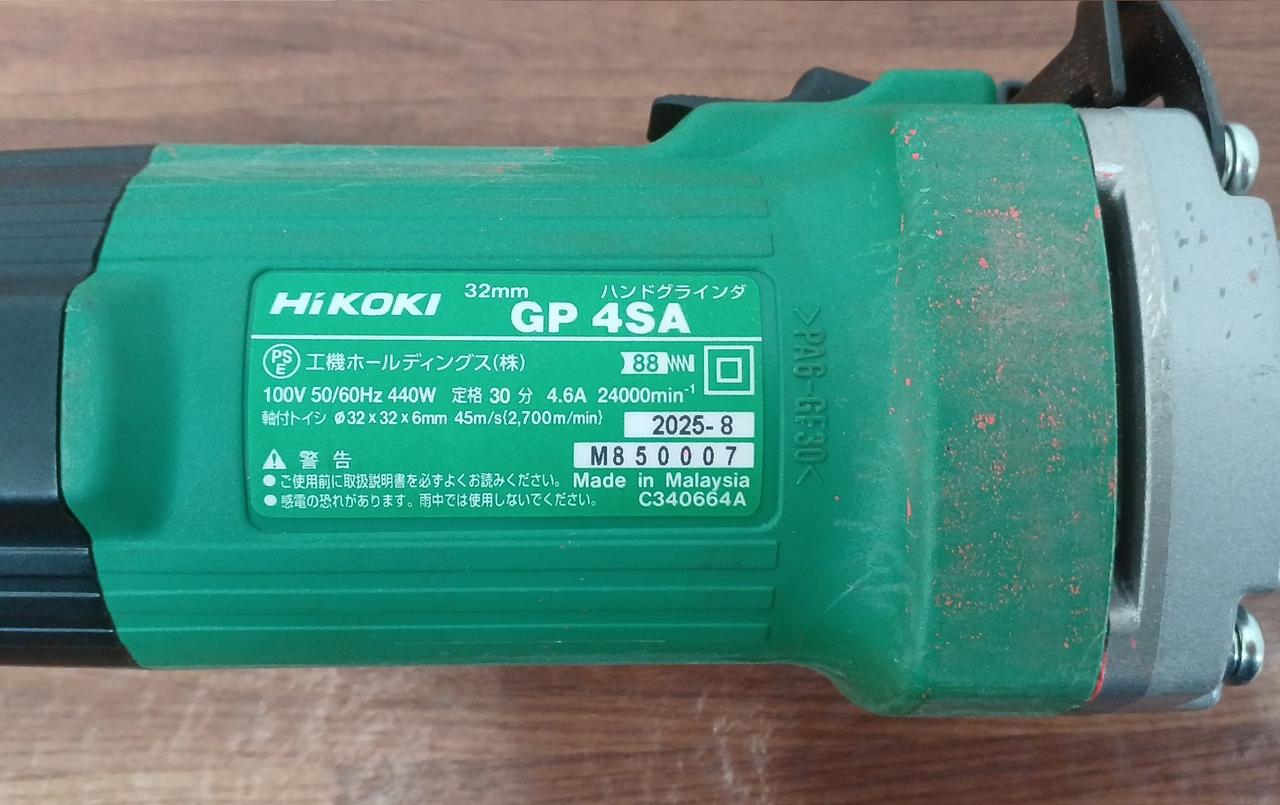 HiKOKI 32mm ハンドグラインダ
GP 4SA
PS E 工機ホールディングス(株) 88
100V 50/60Hz 440W 定格 30 分 4.6A 24000min⁻¹
軸付トイシ Φ32×32×6mm 45m/s{2,700m/min}
2025-8
M850007
警告
●ご使用前に取扱説明書を必ずよくお読みください。 Made in Malaysia
●感電の恐れがあります。雨中では使用しないでください。 C340664A
>PA6-GF30<